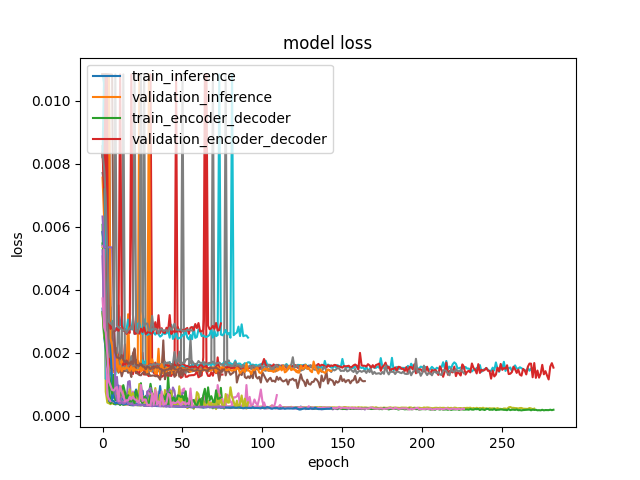 model loss
train_inference
validation_inference
train_encoder_decoder
validation_encoder_decoder
loss
0.010
0.008
0.006
0.004
0.002
0.000
0 50 100 150 200 250
epoch